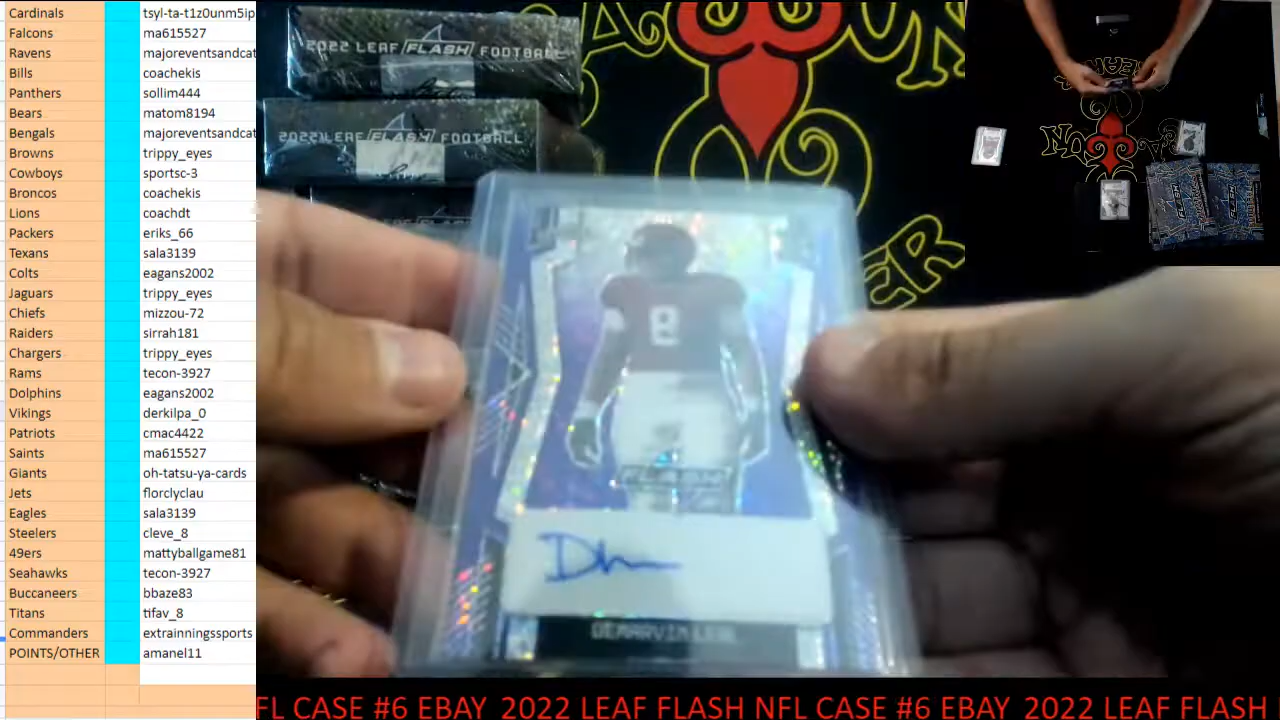 Cardinals tsyl-ta-t1z0unm5ip
Falcons ma615527
Ravens majoreventsandcat
Bills coachekis
Panthers sollim444
Bears matom8194
Bengals majoreventsandcat
Browns trippy_eyes
Cowboys sportsc-3
Broncos coachekis
Lions coachdt
Packers eriks_66
Texans sala3139
Colts eagans2002
Jaguars trippy_eyes
Chiefs mizzou-72
Raiders sirrah181
Chargers trippy_eyes
Rams tecon-3927
Dolphins eagans2002
Vikings derkilpa_0
Patriots cmac4422
Saints ma615527
Giants oh-tatsu-ya-cards
Jets florclyclau
Eagles sala3139
Steelers cleve_8
49ers mattyballgame81
Seahawks tecon-3927
Buccaneers bbaze83
Titans tifav_8
Commanders extrainningssports
POINTS/OTHER amanel11
2022 LEAF FLASH FOOTBALL
2022 LEAF FLASH FOOTBALL
8
FLASH
DEMARVIN LEAL
FL CASE #6 EBAY 2022 LEAF FLASH NFL CASE #6 EBAY 2022 LEAF FLASH